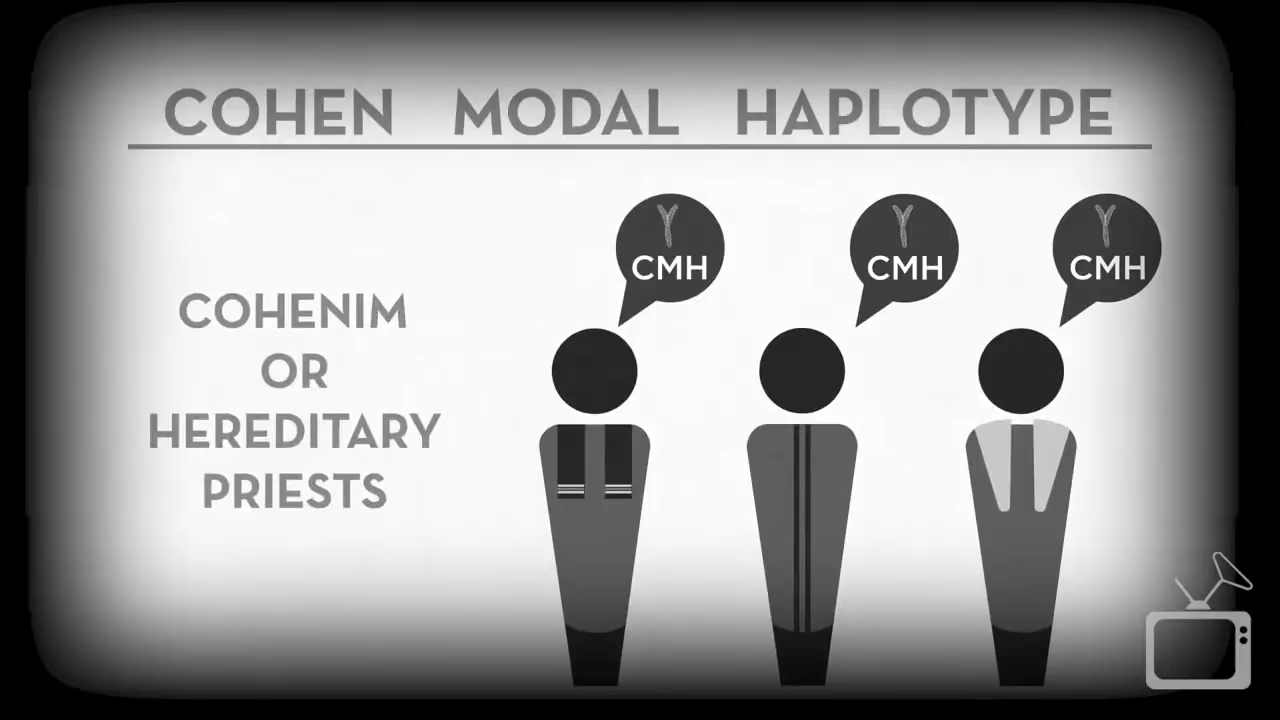 COHEN MODAL HAPLOTYPE
Y
CMH
Y
CMH
Y
CMH
COHENIM
OR
HEREDITARY
PRIESTS